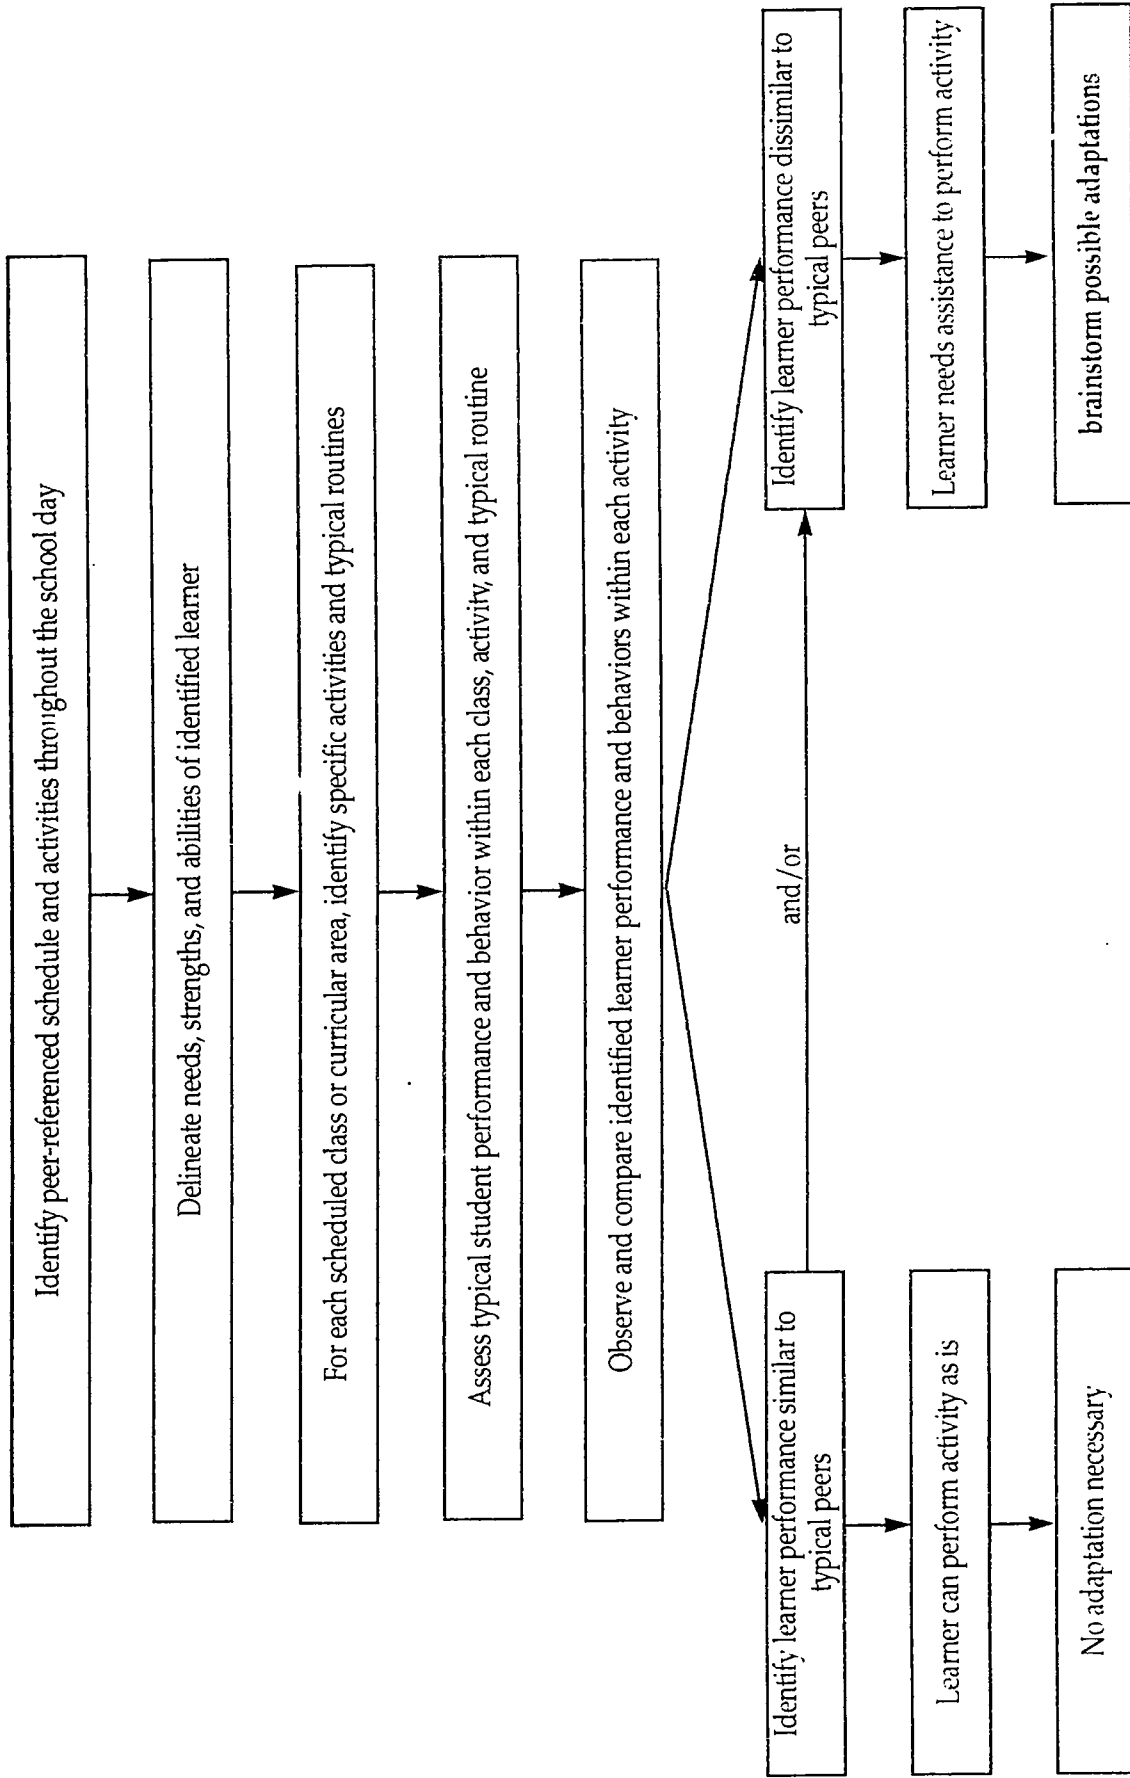 Identify peer-referenced schedule and activities throughout the school day
Delineate needs, strengths, and abilities of identified learner
For each scheduled class or curricular area, identify specific activities and typical routines
Assess typical student performance and behavior within each class, activity, and typical routine
Observe and compare identified learner performance and behaviors within each activity
Identify learner performance similar to
typical peers
and/or
Identify learner performance dissimilar to
typical peers
Learner can perform activity as is
Learner needs assistance to perform activity
No adaptation necessary
brainstorm possible adaptations